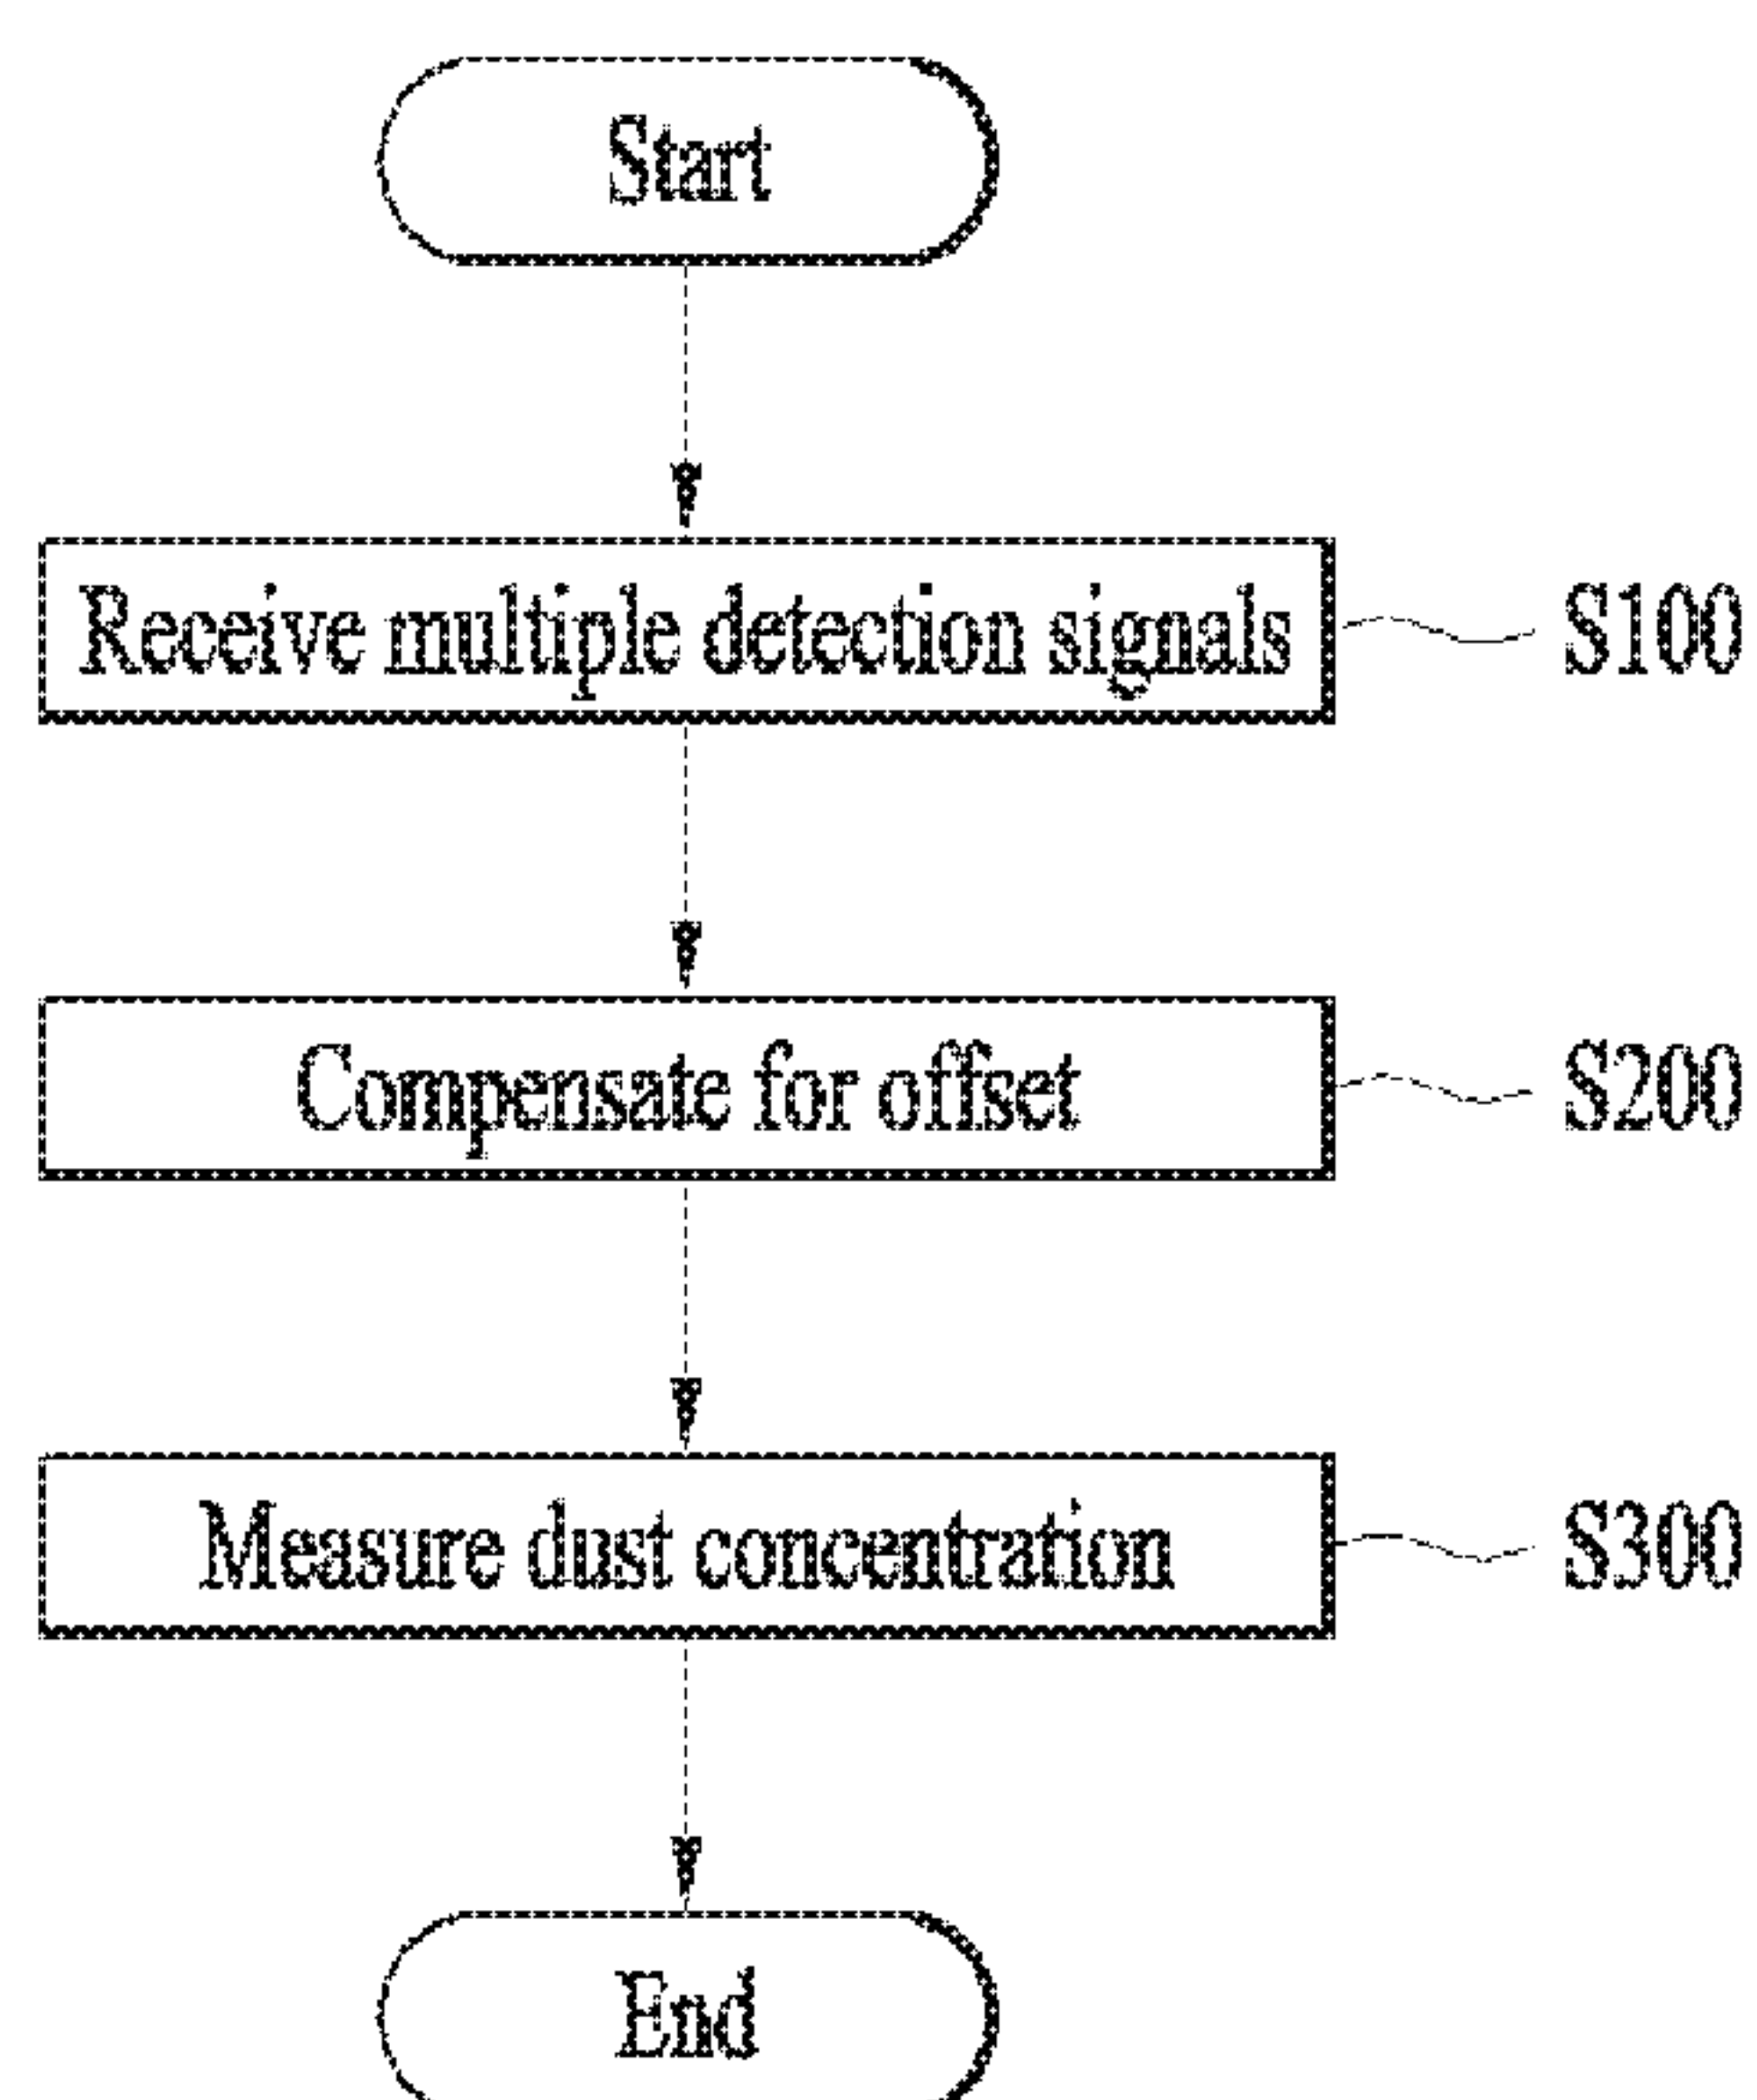 Start
Receive multiple detection signals S100
Compensate for offset S200
Measure dust concentration S300
End